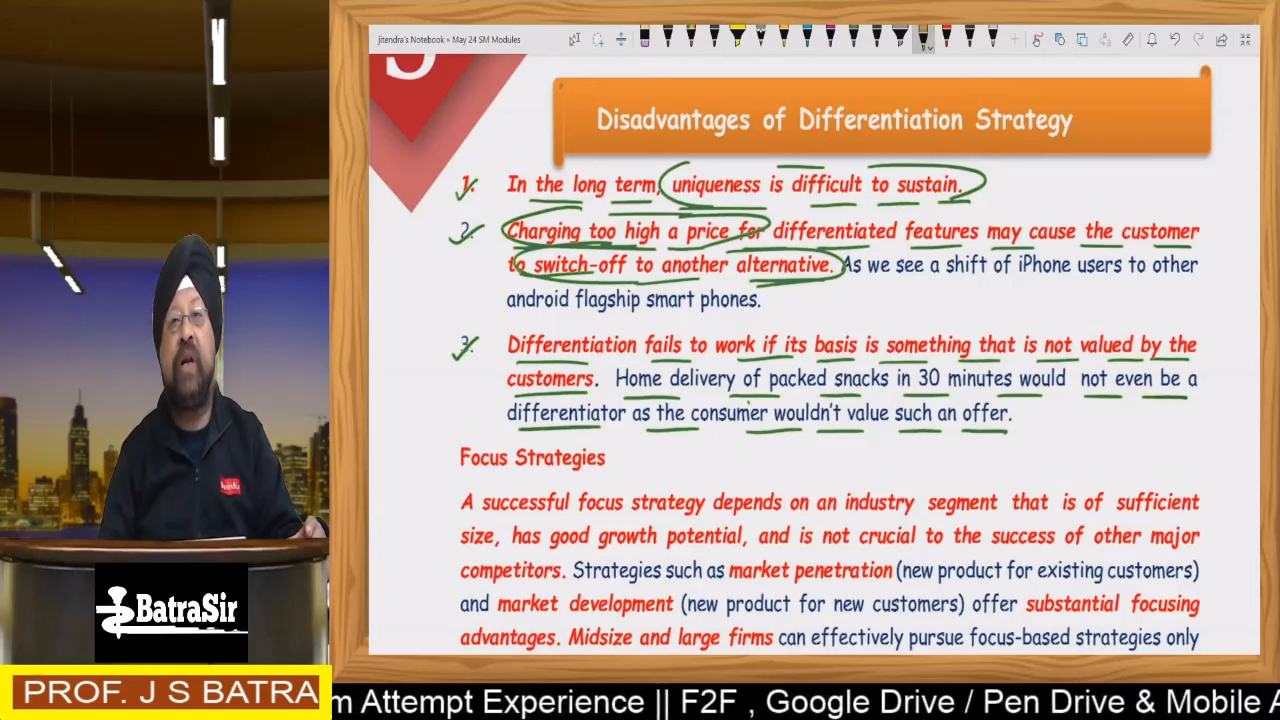 jitendra's Notebook » May 24 SM Modules
Disadvantages of Differentiation Strategy
1. In the long term, uniqueness is difficult to sustain.
2. Charging too high a price for differentiated features may cause the customer
to switch-off to another alternative. As we see a shift of iPhone users to other
android flagship smart phones.
3. Differentiation fails to work if its basis is something that is not valued by the
customers. Home delivery of packed snacks in 30 minutes would not even be a
differentiator as the consumer wouldn't value such an offer.
Focus Strategies
A successful focus strategy depends on an industry segment that is of sufficient
size, has good growth potential, and is not crucial to the success of other major
competitors. Strategies such as market penetration (new product for existing customers)
and market development (new product for new customers) offer substantial focusing
advantages. Midsize and large firms can effectively pursue focus-based strategies only
BatraSir
PROF. J S BATRA
m Attempt Experience || F2F , Google Drive / Pen Drive & Mobile A